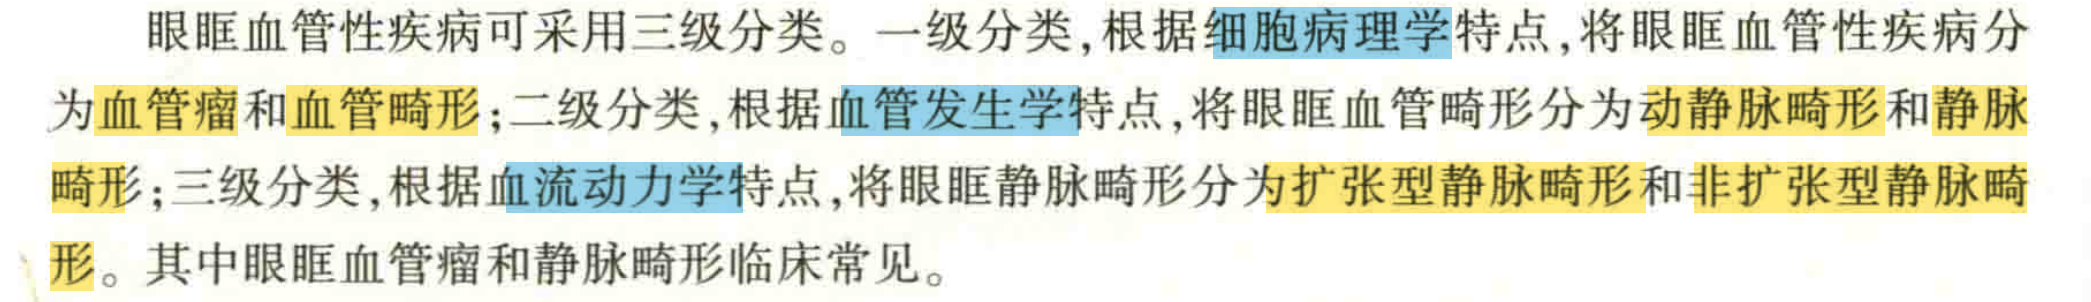 眼眶血管性疾病可采用三级分类。一级分类,根据细胞病理学特点,将眼眶血管性疾病分
为血管瘤和血管畸形;二级分类,根据血管发生学特点,将眼眶血管畸形分为动静脉畸形和静脉
畸形;三级分类,根据血流动力学特点,将眼眶静脉畸形分为扩张型静脉畸形和非扩张型静脉畸
形。其中眼眶血管瘤和静脉畸形临床常见。